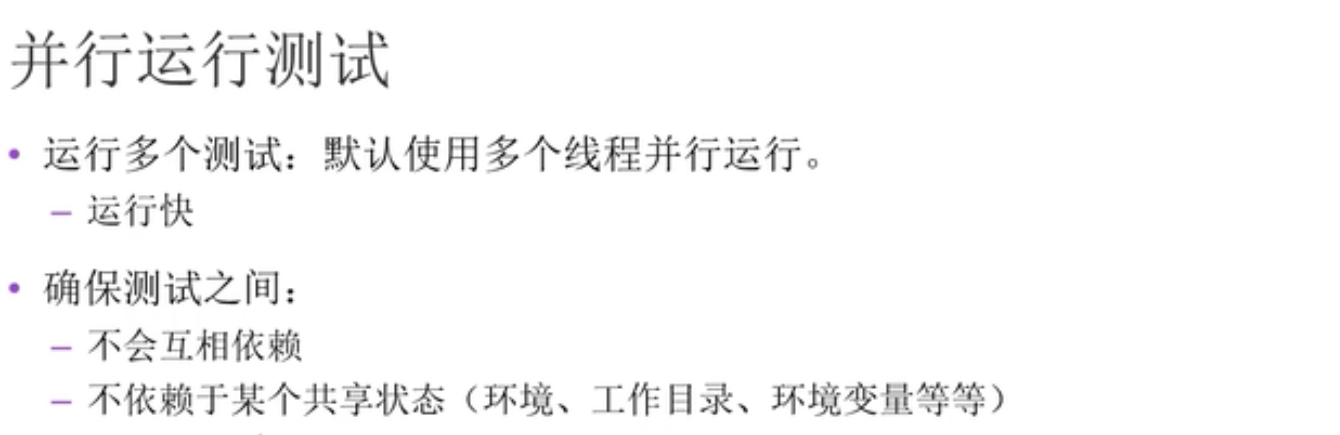 并行运行测试
• 运行多个测试：默认使用多个线程并行运行。
– 运行快
• 确保测试之间：
– 不会互相依赖
– 不依赖于某个共享状态（环境、工作目录、环境变量等等）